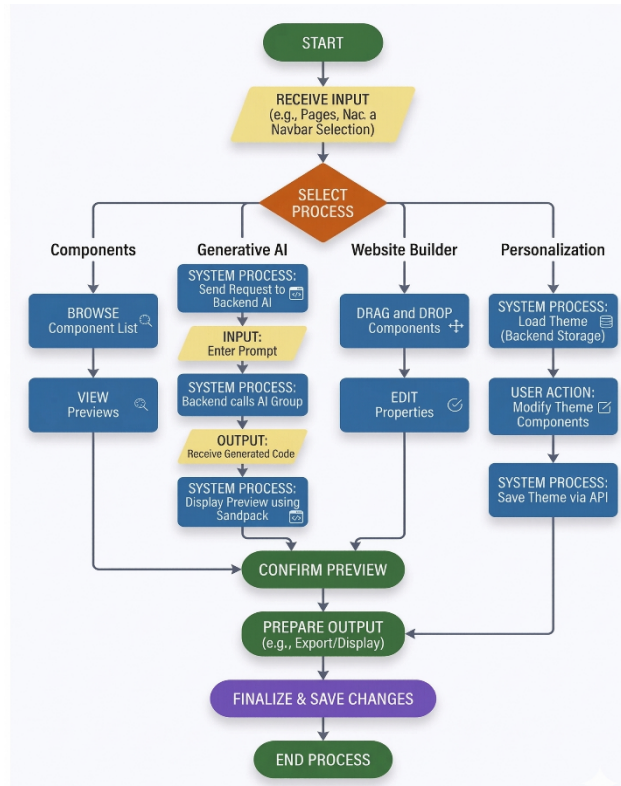 START
RECEIVE INPUT
(e.g., Pages, Nac. a
Navbar Selection)
SELECT
PROCESS
Components
Generative AI
Website Builder
Personalization
BROWSE
Component List
VIEW
Previews
SYSTEM PROCESS:
Send Request to
Backend AI
INPUT:
Enter Prompt
SYSTEM PROCESS:
Backend calls AI Group
OUTPUT:
Receive Generated Code
SYSTEM PROCESS:
Display Preview using
Sandpack
DRAG and DROP
Components
EDIT
Properties
SYSTEM PROCESS:
Load Theme
(Backend Storage)
USER ACTION:
Modify Theme
Components
SYSTEM PROCESS:
Save Theme via API
CONFIRM PREVIEW
PREPARE OUTPUT
(e.g., Export/Display)
FINALIZE & SAVE CHANGES
END PROCESS